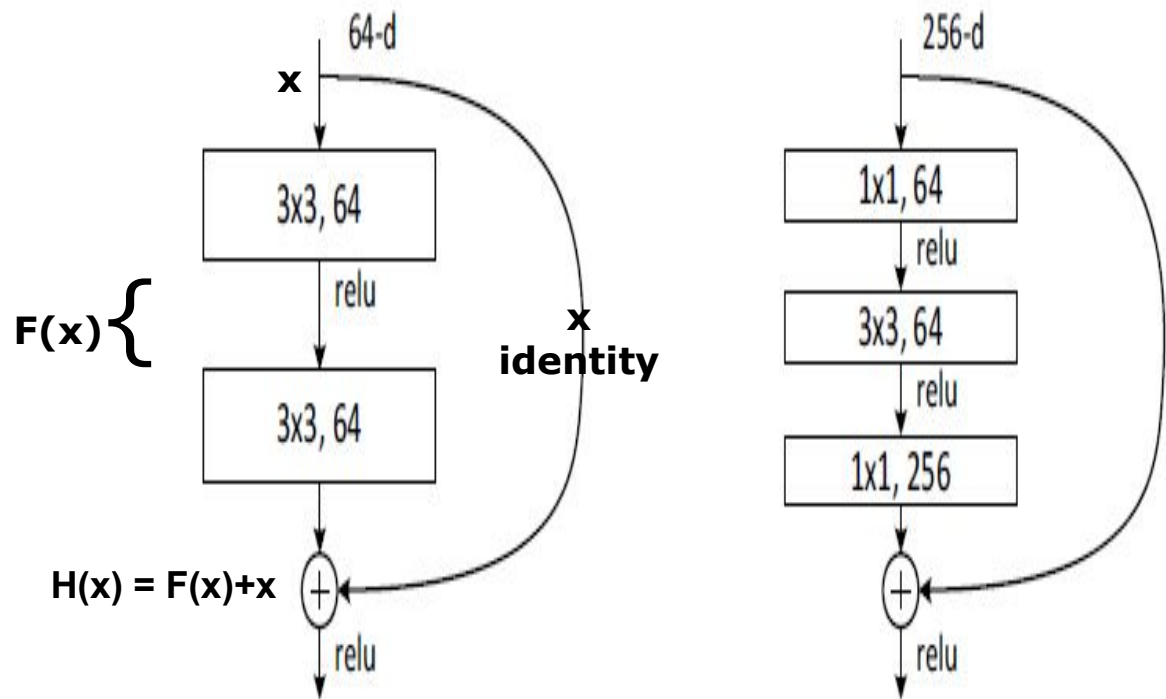 64-d
x
3x3, 64
relu
F(x) {
x
identity
3x3, 64
+
H(x) = F(x)+x
relu
256-d
1x1, 64
relu
3x3, 64
relu
1x1, 256
+
relu